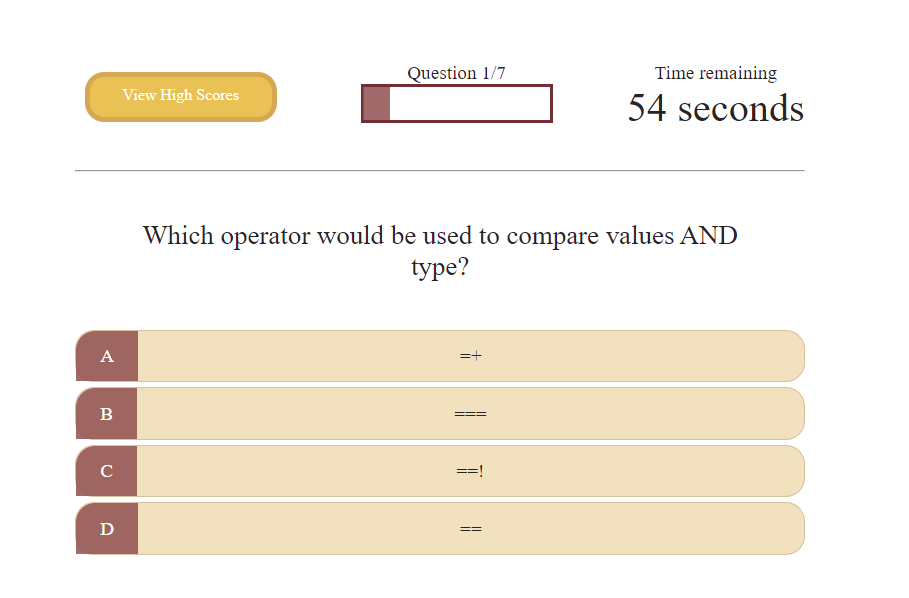 View High Scores
Question 1/7
Time remaining
54 seconds
Which operator would be used to compare values AND
type?
A
=+
B
===
C
==!
D
==